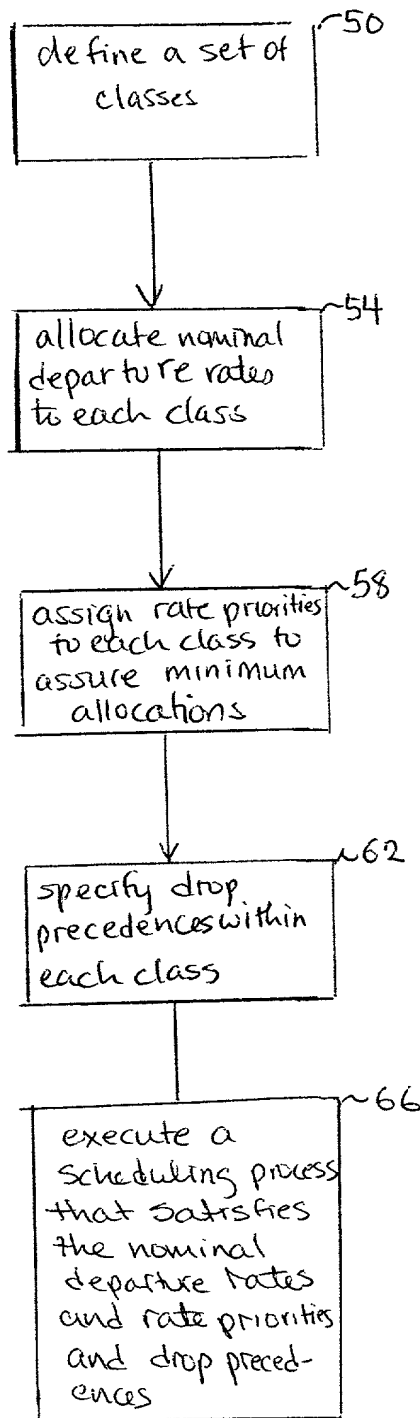 50
define a set of
classes
54
allocate nominal
departure rates
to each class
58
assign rate priorities
to each class to
assure minimum
allocations
62
specify drop
precedences within
each class
66
execute a
scheduling process
that satisfies
the nominal
departure rates
and rate priorities
and drop preced-
ences